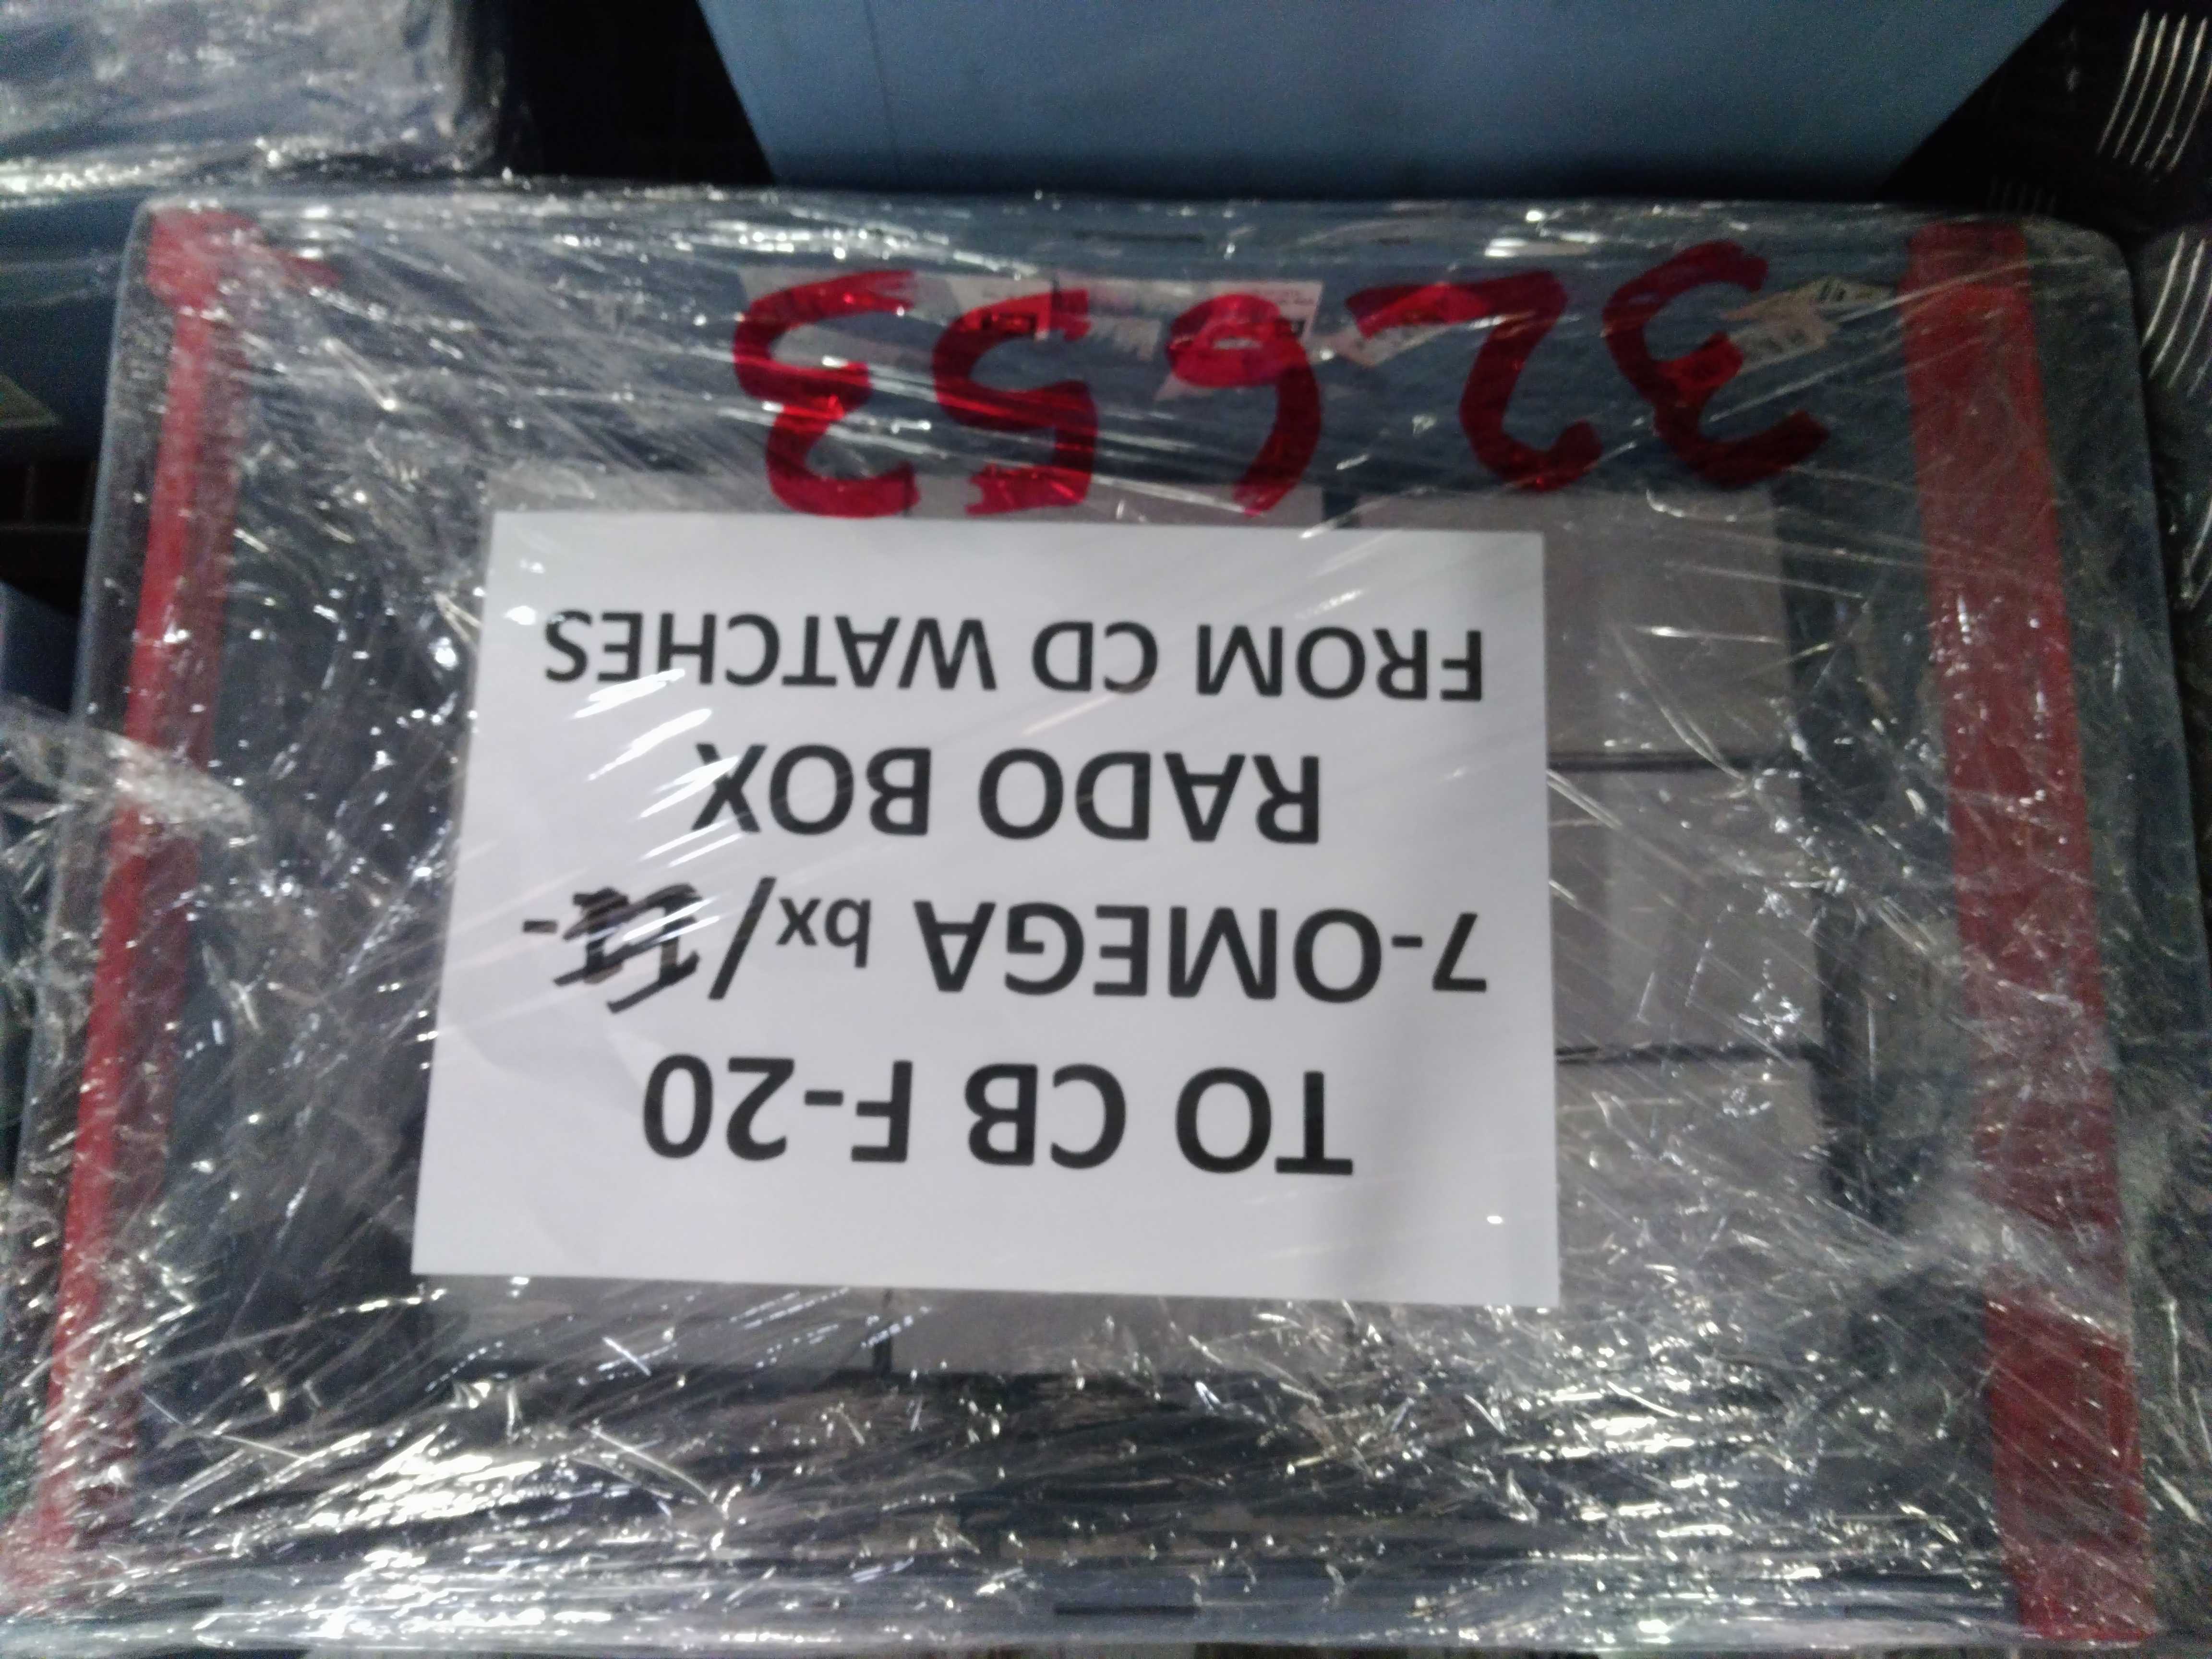 TO CB F-20
7-OMEGA bx/ -
RADO BOX
FROM CD WATCHES
32653